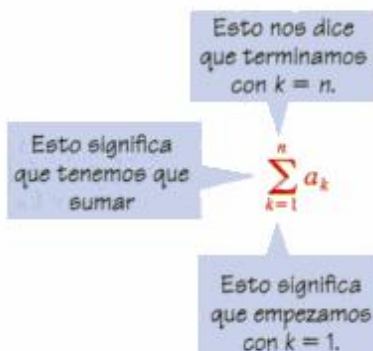 Esto nos dice
que terminamos
con k = n.
Esto significa
que tenemos que
sumar
n
∑ aₖ
k=1
Esto significa
que empezamos
con k = 1.